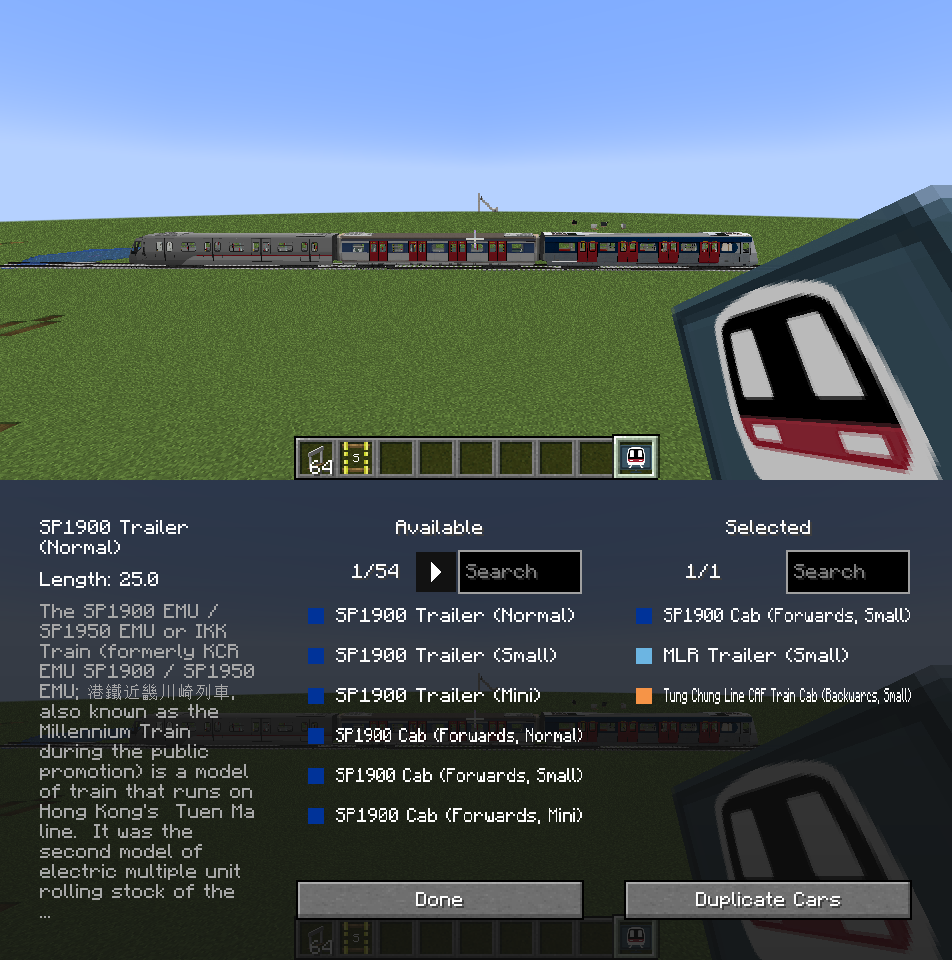 64
S
SP1900 Trailer
(Normal)
Length: 25.0
The SP1900 EMU /
SP1950 EMU or IKK
Train (formerly KCR
EMU SP1900 / SP1950
EMU; 港鐵近畿川崎列車,
also known as the
Millennium Train
during the public
promotion) is a model
of train that runs on
Hong Kong's  Tuen Ma
line.  It was the
second model of
electric multiple unit
rolling stock of the
...
Available
1/54
Search
SP1900 Trailer (Normal)
SP1900 Trailer (Small)
SP1900 Trailer (Mini)
SP1900 Cab (Forwards, Normal)
SP1900 Cab (Forwards, Small)
SP1900 Cab (Forwards, Mini)
Done
Selected
1/1
Search
SP1900 Cab (Forwards, Small)
MLR Trailer (Small)
Tung Chung Line CAF Train Cab (Backwards, Small)
Duplicate Cars
64
S